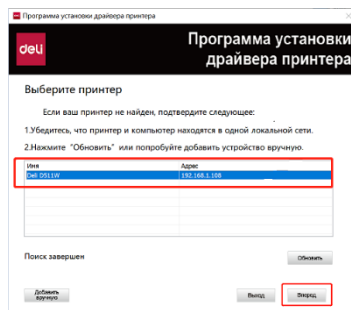 Программа установки драйвера принтера
deli
Программа установки
драйвера принтера
Выберите принтер
Если ваш принтер не найден, подтвердите следующее:
1.Убедитесь, что принтер и компьютер находятся в одной локальной сети.
2.Нажмите "Обновить" или попробуйте добавить устройство вручную.
Имя Адрес
Deli D511W 192.168.1.108
Поиск завершен
Обновить
Добавить
вручную
Выход
Вперед